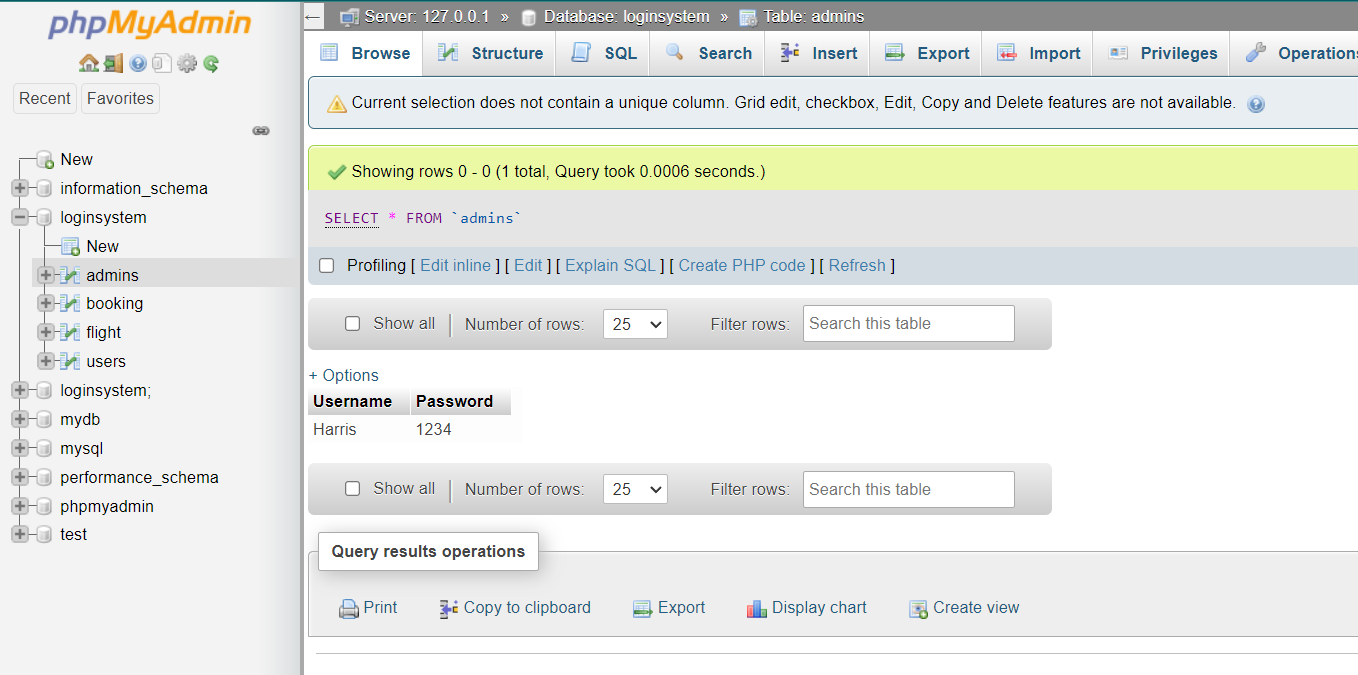 phpMyAdmin
Recent Favorites
New
information_schema
loginsystem
New
admins
booking
flight
users
loginsystem;
mydb
mysql
performance_schema
phpmyadmin
test
← Server: 127.0.0.1 » Database: loginsystem » Table: admins
Browse Structure SQL Search Insert Export Import Privileges Operations
Current selection does not contain a unique column. Grid edit, checkbox, Edit, Copy and Delete features are not available.
Showing rows 0 - 0 (1 total, Query took 0.0006 seconds.)
SELECT * FROM `admins`
Profiling [ Edit inline ] [ Edit ] [ Explain SQL ] [ Create PHP code ] [ Refresh ]
Show all | Number of rows: 25 Filter rows: Search this table
+ Options
Username Password
Harris 1234
Show all | Number of rows: 25 Filter rows: Search this table
Query results operations
Print Copy to clipboard Export Display chart Create view